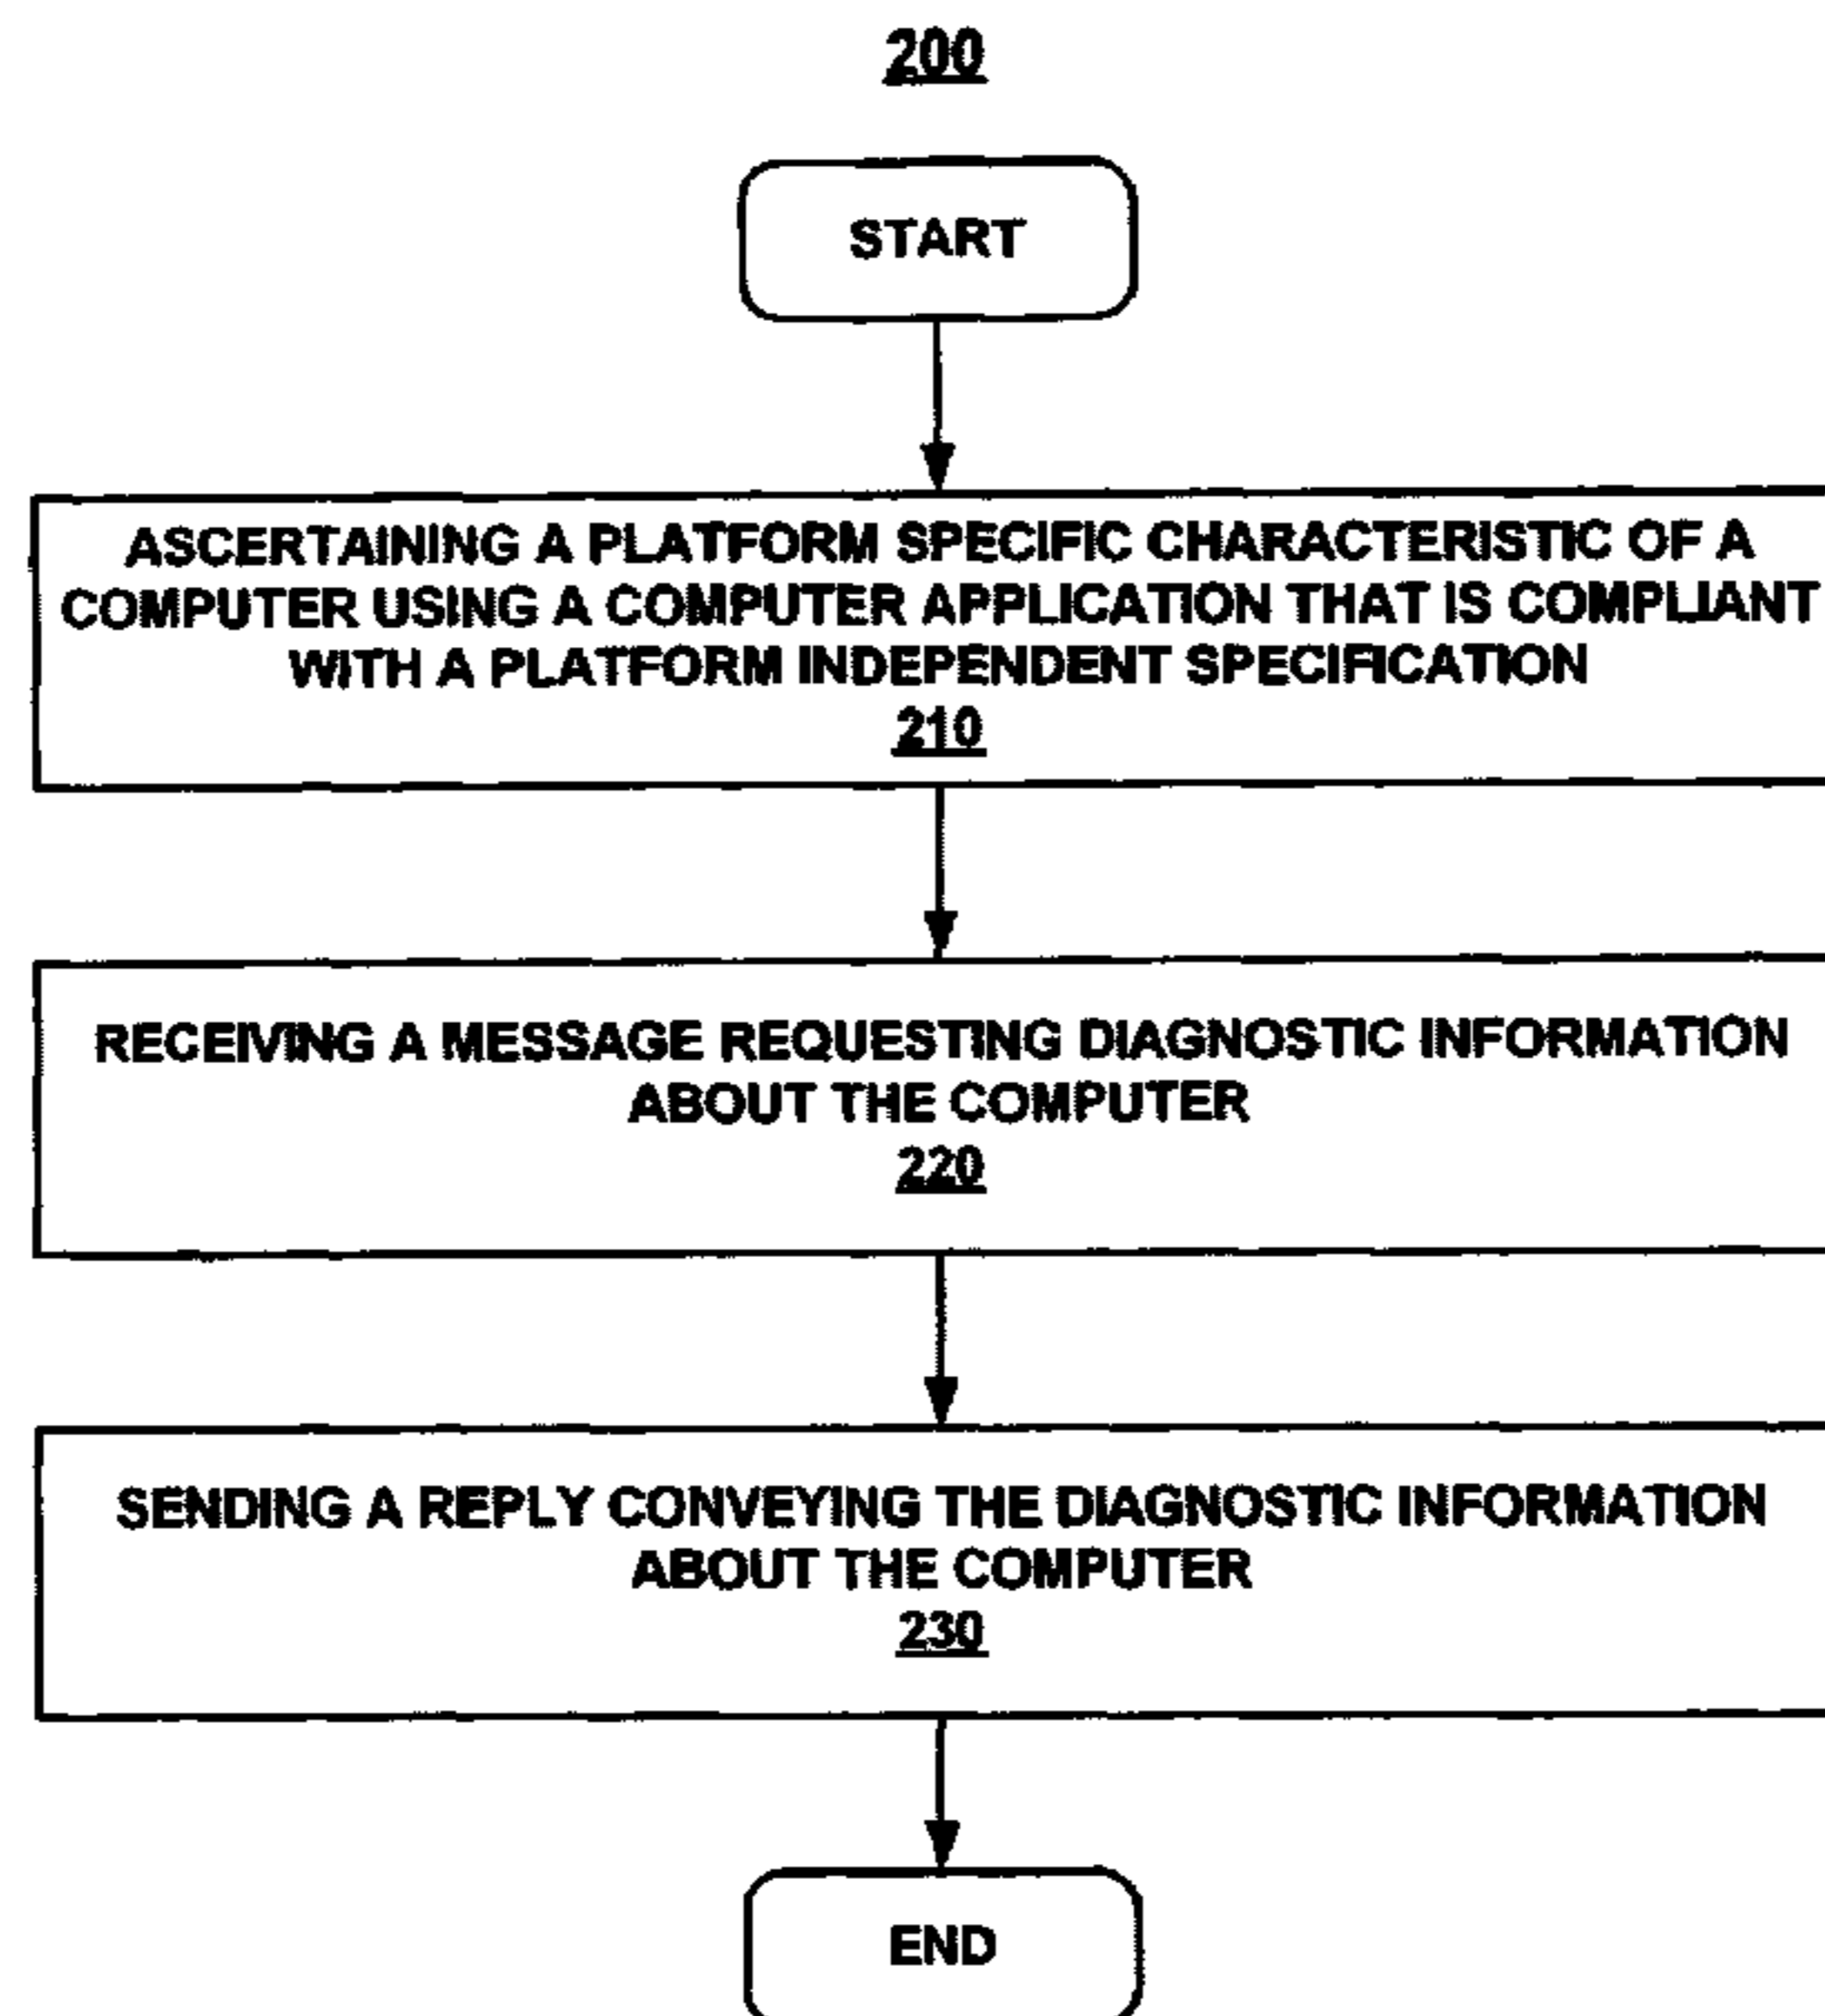 200
START
ASCERTAINING A PLATFORM SPECIFIC CHARACTERISTIC OF A
COMPUTER USING A COMPUTER APPLICATION THAT IS COMPLIANT
WITH A PLATFORM INDEPENDENT SPECIFICATION
210
RECEIVING A MESSAGE REQUESTING DIAGNOSTIC INFORMATION
ABOUT THE COMPUTER
220
SENDING A REPLY CONVEYING THE DIAGNOSTIC INFORMATION
ABOUT THE COMPUTER
230
END